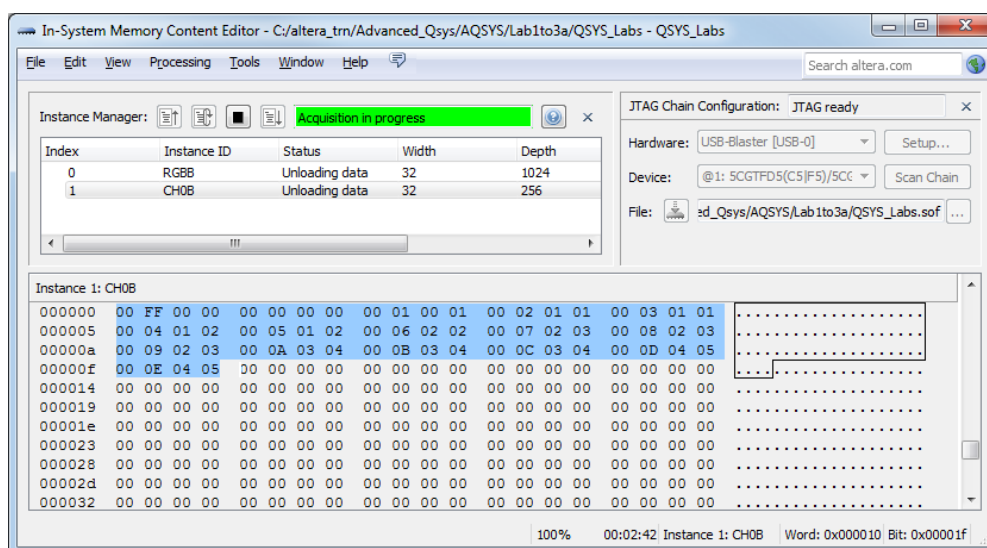 In-System Memory Content Editor - C:/altera_trn/Advanced_Qsys/AQSYS/Lab1to3a/QSYS_Labs - QSYS_Labs
File Edit View Processing Tools Window Help Search altera.com
Instance Manager: Acquisition in progress
Index Instance ID Status Width Depth
0 RGBB Unloading data 32 1024
1 CH0B Unloading data 32 256
JTAG Chain Configuration: JTAG ready
Hardware: USB-Blaster [USB-0] Setup...
Device: @1: 5CGTFD5(C5|F5)/5CG Scan Chain
File: ed_Qsys/AQSYS/Lab1to3a/QSYS_Labs.sof ...
Instance 1: CH0B
000000 00 FF 00 00 00 00 00 00 00 01 00 01 00 02 01 01 00 03 01 01 ....................
000005 00 04 01 02 00 05 01 02 00 06 02 02 00 07 02 03 00 08 02 03 ....................
00000a 00 09 02 03 00 0A 03 04 00 0B 03 04 00 0C 03 04 00 0D 04 05 ....................
00000f 00 0E 04 05 00 00 00 00 00 00 00 00 00 00 00 00 00 00 00 00 ....................
000014 00 00 00 00 00 00 00 00 00 00 00 00 00 00 00 00 00 00 00 00 ....................
000019 00 00 00 00 00 00 00 00 00 00 00 00 00 00 00 00 00 00 00 00 ....................
00001e 00 00 00 00 00 00 00 00 00 00 00 00 00 00 00 00 00 00 00 00 ....................
000023 00 00 00 00 00 00 00 00 00 00 00 00 00 00 00 00 00 00 00 00 ....................
000028 00 00 00 00 00 00 00 00 00 00 00 00 00 00 00 00 00 00 00 00 ....................
00002d 00 00 00 00 00 00 00 00 00 00 00 00 00 00 00 00 00 00 00 00 ....................
000032 00 00 00 00 00 00 00 00 00 00 00 00 00 00 00 00 00 00 00 00 ....................
100% 00:02:42 Instance 1: CH0B Word: 0x000010 Bit: 0x00001f